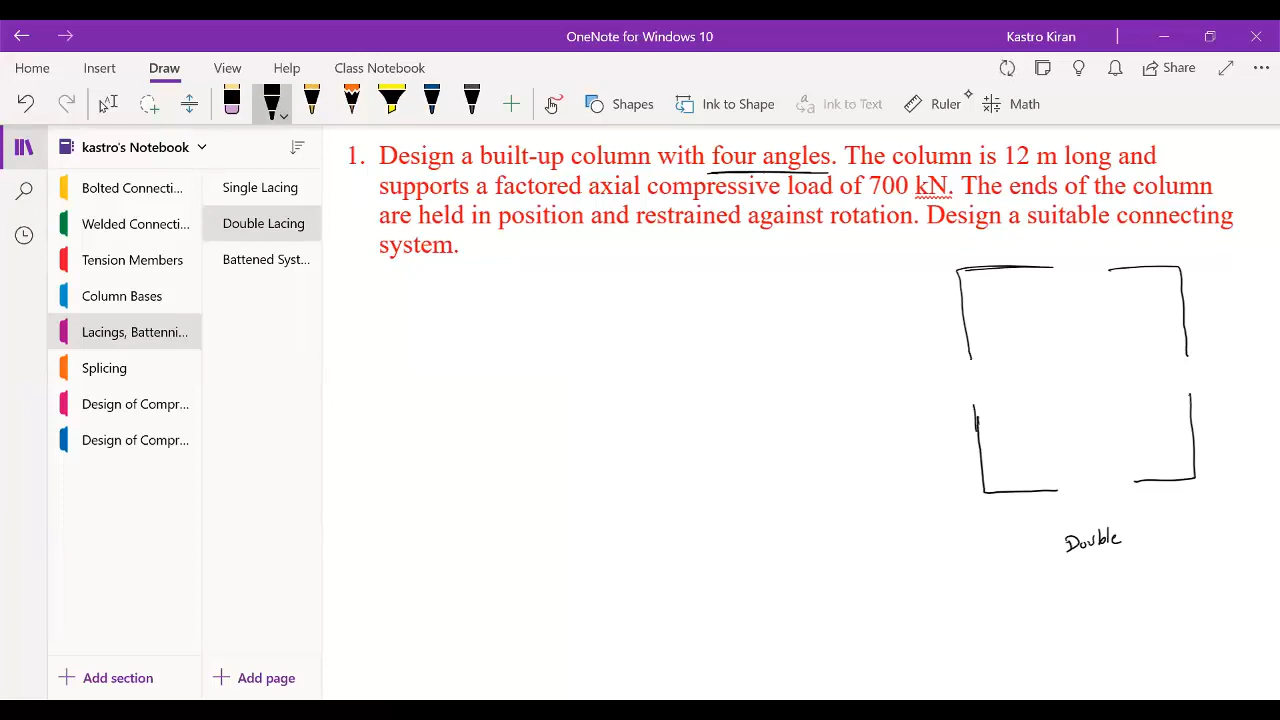 OneNote for Windows 10
Kastro Kiran
Home
Insert
Draw
View
Help
Class Notebook
Share
Shapes
Ink to Shape
Ink to Text
Ruler
Math
kastro's Notebook
Bolted Connecti...
Welded Connecti...
Tension Members
Column Bases
Lacings, Battenni...
Splicing
Design of Compr...
Design of Compr...
Add section
Single Lacing
Double Lacing
Battened Syst...
Add page
1. Design a built-up column with four angles. The column is 12 m long and
supports a factored axial compressive load of 700 kN. The ends of the column
are held in position and restrained against rotation. Design a suitable connecting
system.
Double